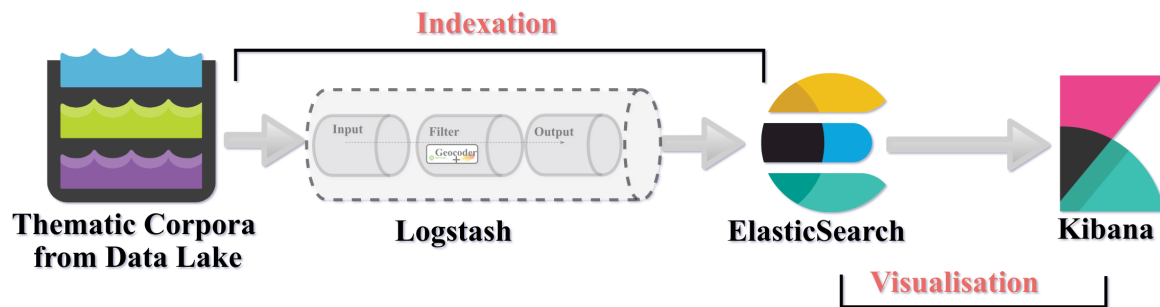 Indexation
Input
Filter
Output
Geocoder
+
Thematic Corpora
from Data Lake
Logstash
ElasticSearch
Kibana
Visualisation